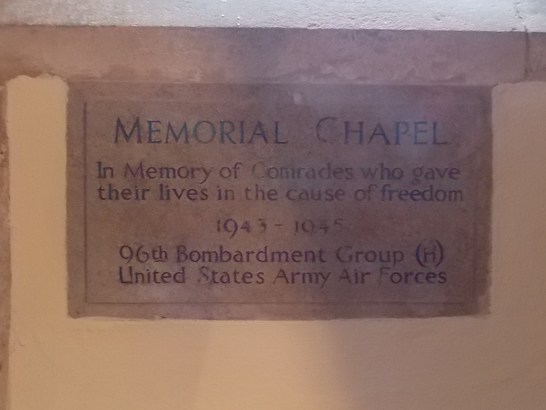 MEMORIAL CHAPEL
In Memory of Comrades who gave
their lives in the cause of freedom
1943 - 1945
96th Bombardment Group (H)
United States Army Air Forces